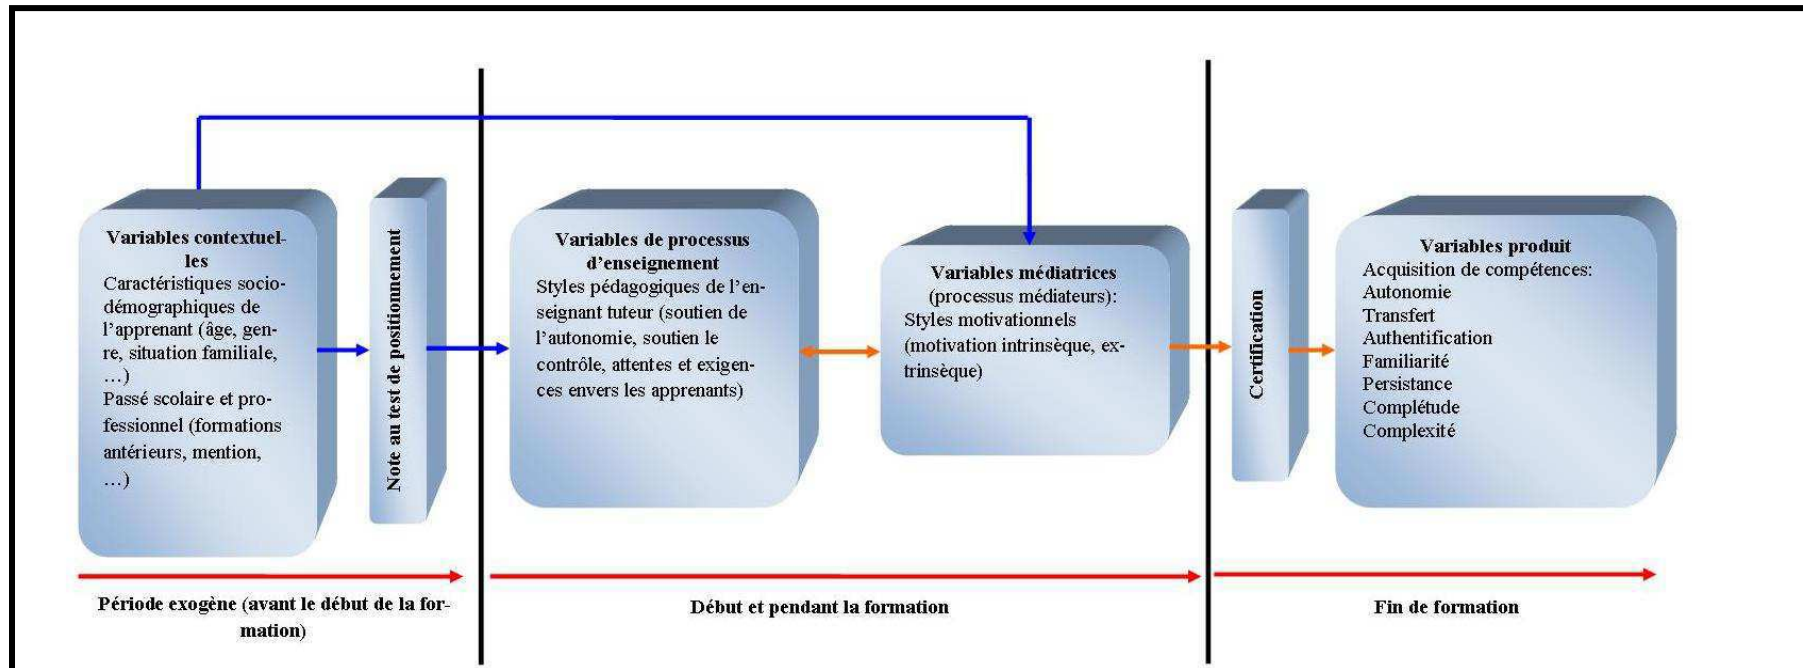 Variables contextuel-
les
Caractéristiques socio-
démographiques de
l’apprenant (âge, gen-
re, situation familiale,
…)
Passé scolaire et pro-
fessionnel (formations
antérieurs, mention,
…)
Note au test de positionnement
Variables de processus
d’enseignement
Styles pédagogiques de l’en-
seignant tuteur (soutien de
l’autonomie, soutien le
contrôle, attentes et exigen-
ces envers les apprenants)
Variables médiatrices
(processus médiateurs):
Styles motivationnels
(motivation intrinsèque, ex-
trinsèque)
Certification
Variables produit
Acquisition de compétences:
Autonomie
Transfert
Authentification
Familiarité
Persistance
Complétude
Complexité
Période exogène (avant le début de la for-
mation)
Début et pendant la formation
Fin de formation